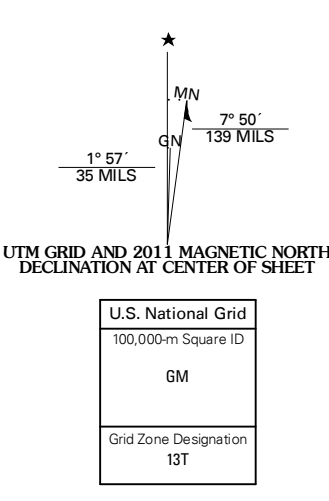 ★
MN
GN
7° 50´
139 MILS
1° 57´
35 MILS
UTM GRID AND 2011 MAGNETIC NORTH
DECLINATION AT CENTER OF SHEET
U.S. National Grid
100,000-m Square ID
GM
Grid Zone Designation
13T